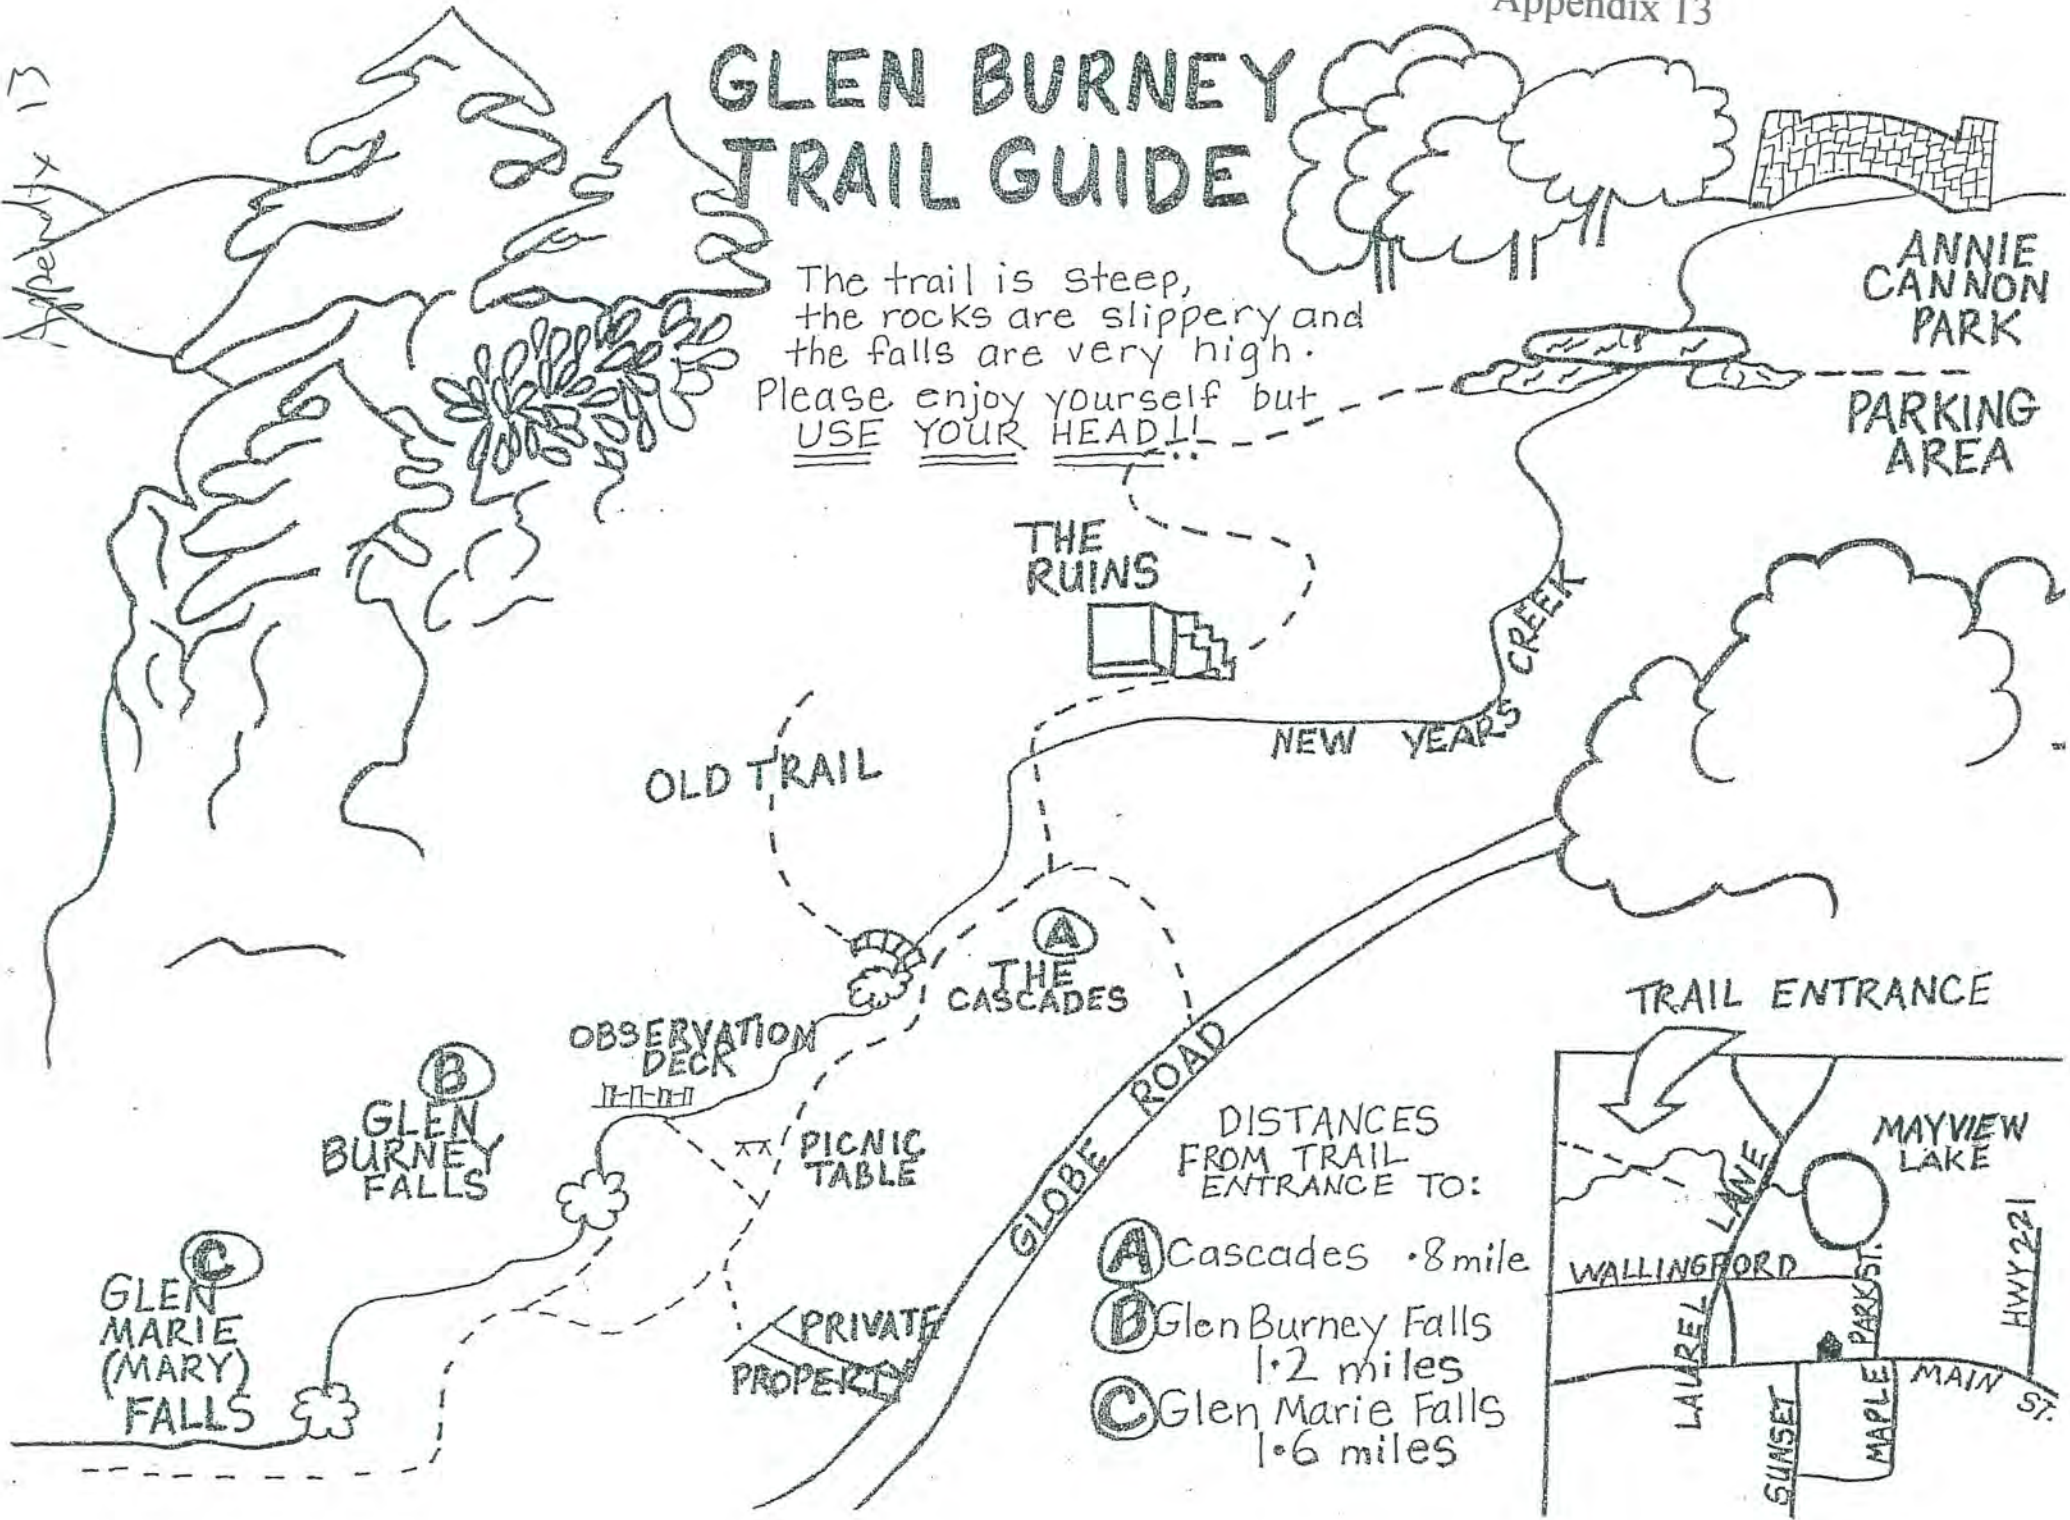 Appendix 13
Appendix 13
GLEN BURNEY
TRAIL GUIDE
The trail is steep,
the rocks are slippery and
the falls are very high.
Please enjoy yourself but
USE YOUR HEAD!!
ANNIE
CANNON
PARK
PARKING
AREA
THE
RUINS
NEW YEARS CREEK
OLD TRAIL
A
THE
CASCADES
OBSERVATION
DECK
B
GLEN
BURNEY
FALLS
PICNIC
TABLE
C
GLEN
MARIE
(MARY)
FALLS
GLOBE ROAD
PRIVATE
PROPERTY
DISTANCES
FROM TRAIL
ENTRANCE TO:
A Cascades .8 mile
B Glen Burney Falls
1.2 miles
C Glen Marie Falls
1.6 miles
TRAIL ENTRANCE
MAYVIEW
LAKE
LAUREL LANE
WALLINGFORD
PARK ST.
HWY 221
MAIN ST.
SUNSET
MAPLE